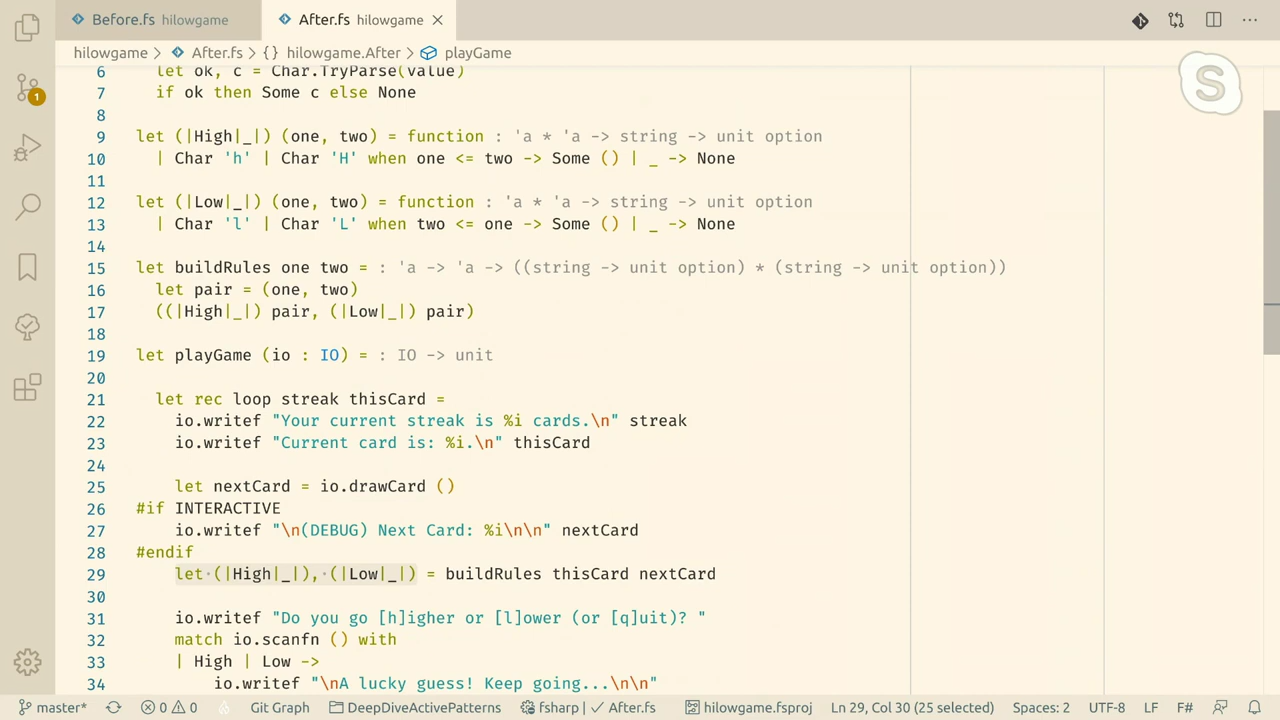 Before.fs hilowgame After.fs hilowgame
hilowgame > After.fs > {} hilowgame.After > playGame
6 let ok, c = Char.TryParse(value)
7 if ok then Some c else None
8
9 let (|High|_|) (one, two) = function : 'a * 'a -> string -> unit option
10 | Char 'h' | Char 'H' when one <= two -> Some () | _ -> None
11
12 let (|Low|_|) (one, two) = function : 'a * 'a -> string -> unit option
13 | Char 'l' | Char 'L' when two <= one -> Some () | _ -> None
14
15 let buildRules one two = : 'a -> 'a -> ((string -> unit option) * (string -> unit option))
16 let pair = (one, two)
17 ((|High|_|) pair, (|Low|_|) pair)
18
19 let playGame (io : IO) = : IO -> unit
20
21 let rec loop streak thisCard =
22 io.writef "Your current streak is %i cards.\n" streak
23 io.writef "Current card is: %i.\n" thisCard
24
25 let nextCard = io.drawCard ()
26 #if INTERACTIVE
27 io.writef "\n(DEBUG) Next Card: %i\n\n" nextCard
28 #endif
29 let (|High|_|), (|Low|_|) = buildRules thisCard nextCard
30
31 io.writef "Do you go [h]igher or [l]ower (or [q]uit)? "
32 match io.scanfn () with
33 | High | Low ->
34 io.writef "\nA lucky guess! Keep going...\n\n"
1
S
master* 0 0 Git Graph DeepDiveActivePatterns fsharp | ✓ After.fs hilowgame.fsproj Ln 29, Col 30 (25 selected) Spaces: 2 UTF-8 LF F#